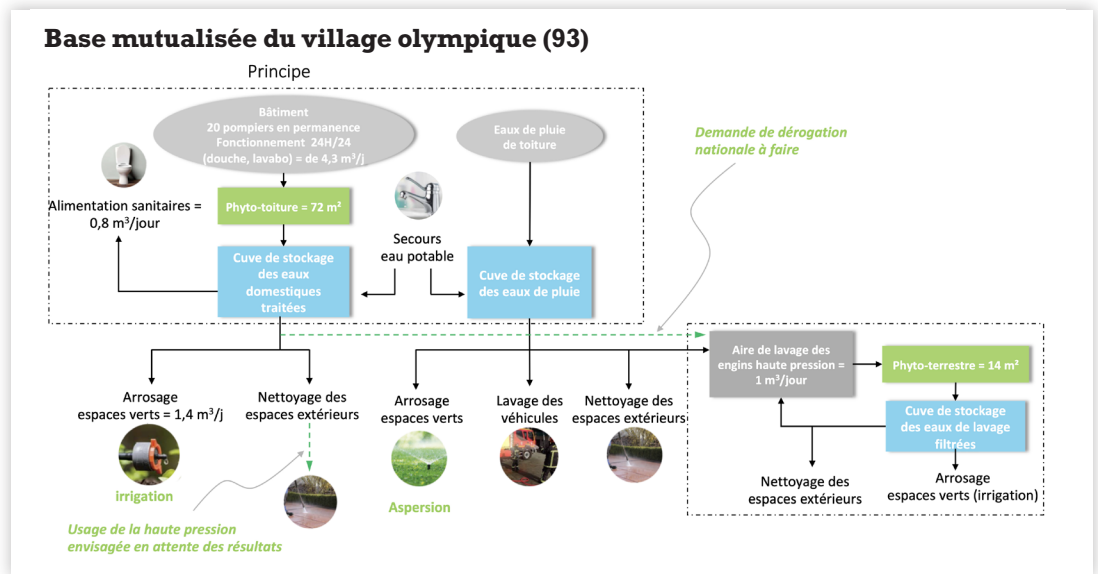 Base mutualisée du village olympique (93)
Principe
Bâtiment
20 pompiers en permanence
Fonctionnement 24H/24
(douche, lavabo) = de 4,3 m³/j
Eaux de pluie
de toiture
Demande de dérogation
nationale à faire
Alimentation sanitaires =
0,8 m³/jour
Phyto-toiture = 72 m²
Secours
eau potable
Cuve de stockage
des eaux
domestiques
traitées
Cuve de stockage
des eaux de pluie
Aire de lavage des
engins haute pression =
1 m³/jour
Phyto-terrestre = 14 m²
Arrosage
espaces verts = 1,4 m³/j
Nettoyage des
espaces extérieurs
Arrosage
espaces verts
Lavage des
véhicules
Nettoyage des
espaces extérieurs
Cuve de stockage
des eaux de lavage
filtrées
Nettoyage des
espaces extérieurs
Arrosage
espaces verts (irrigation)
irrigation
Aspersion
Usage de la haute pression
envisagée en attente des résultats